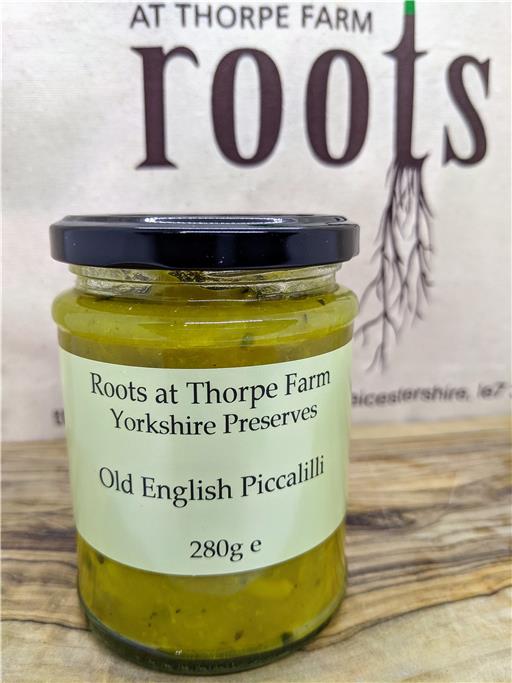 AT THORPE FARM
roots
eicestershire, le7
Roots at Thorpe Farm
Yorkshire Preserves
Old English Piccalilli
280g e